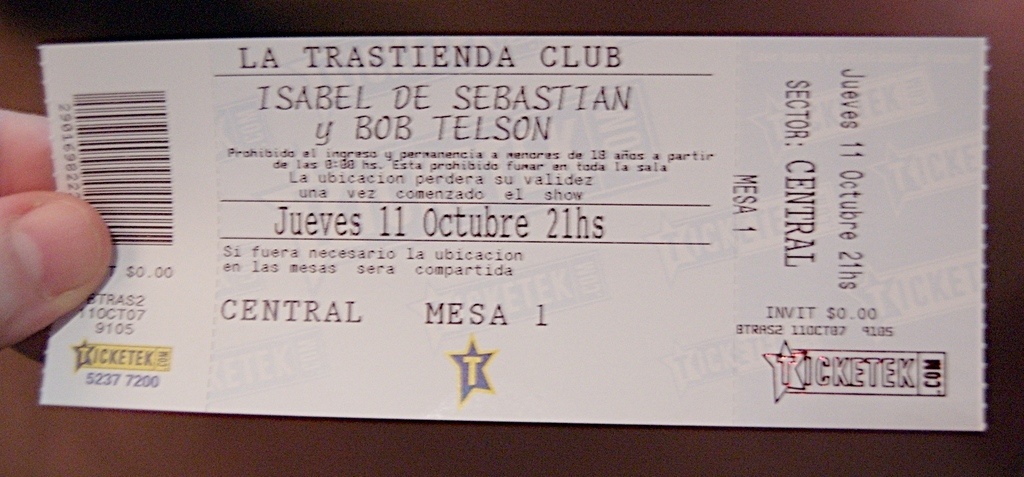 LA TRASTIENDA CLUB
ISABEL DE SEBASTIAN
y BOB TELSON
Prohibido el ingreso y permanencia a menores de 18 años a partir
de las 0:00 hs. Esta prohibido fumar en toda la sala
La ubicacion perdera su validez
una vez comenzado el show
Jueves 11 Octubre 21hs
Si fuera necesario la ubicacion
en las mesas sera compartida
CENTRAL MESA 1
T
$0.00
BTRAS2
11OCT07
9105
TICKETEK.COM
5237 7200
Jueves 11 Octubre 21hs
SECTOR: CENTRAL
MESA 1
INVIT $0.00
BTRAS2 11OCT07 9105
TICKETEK.COM